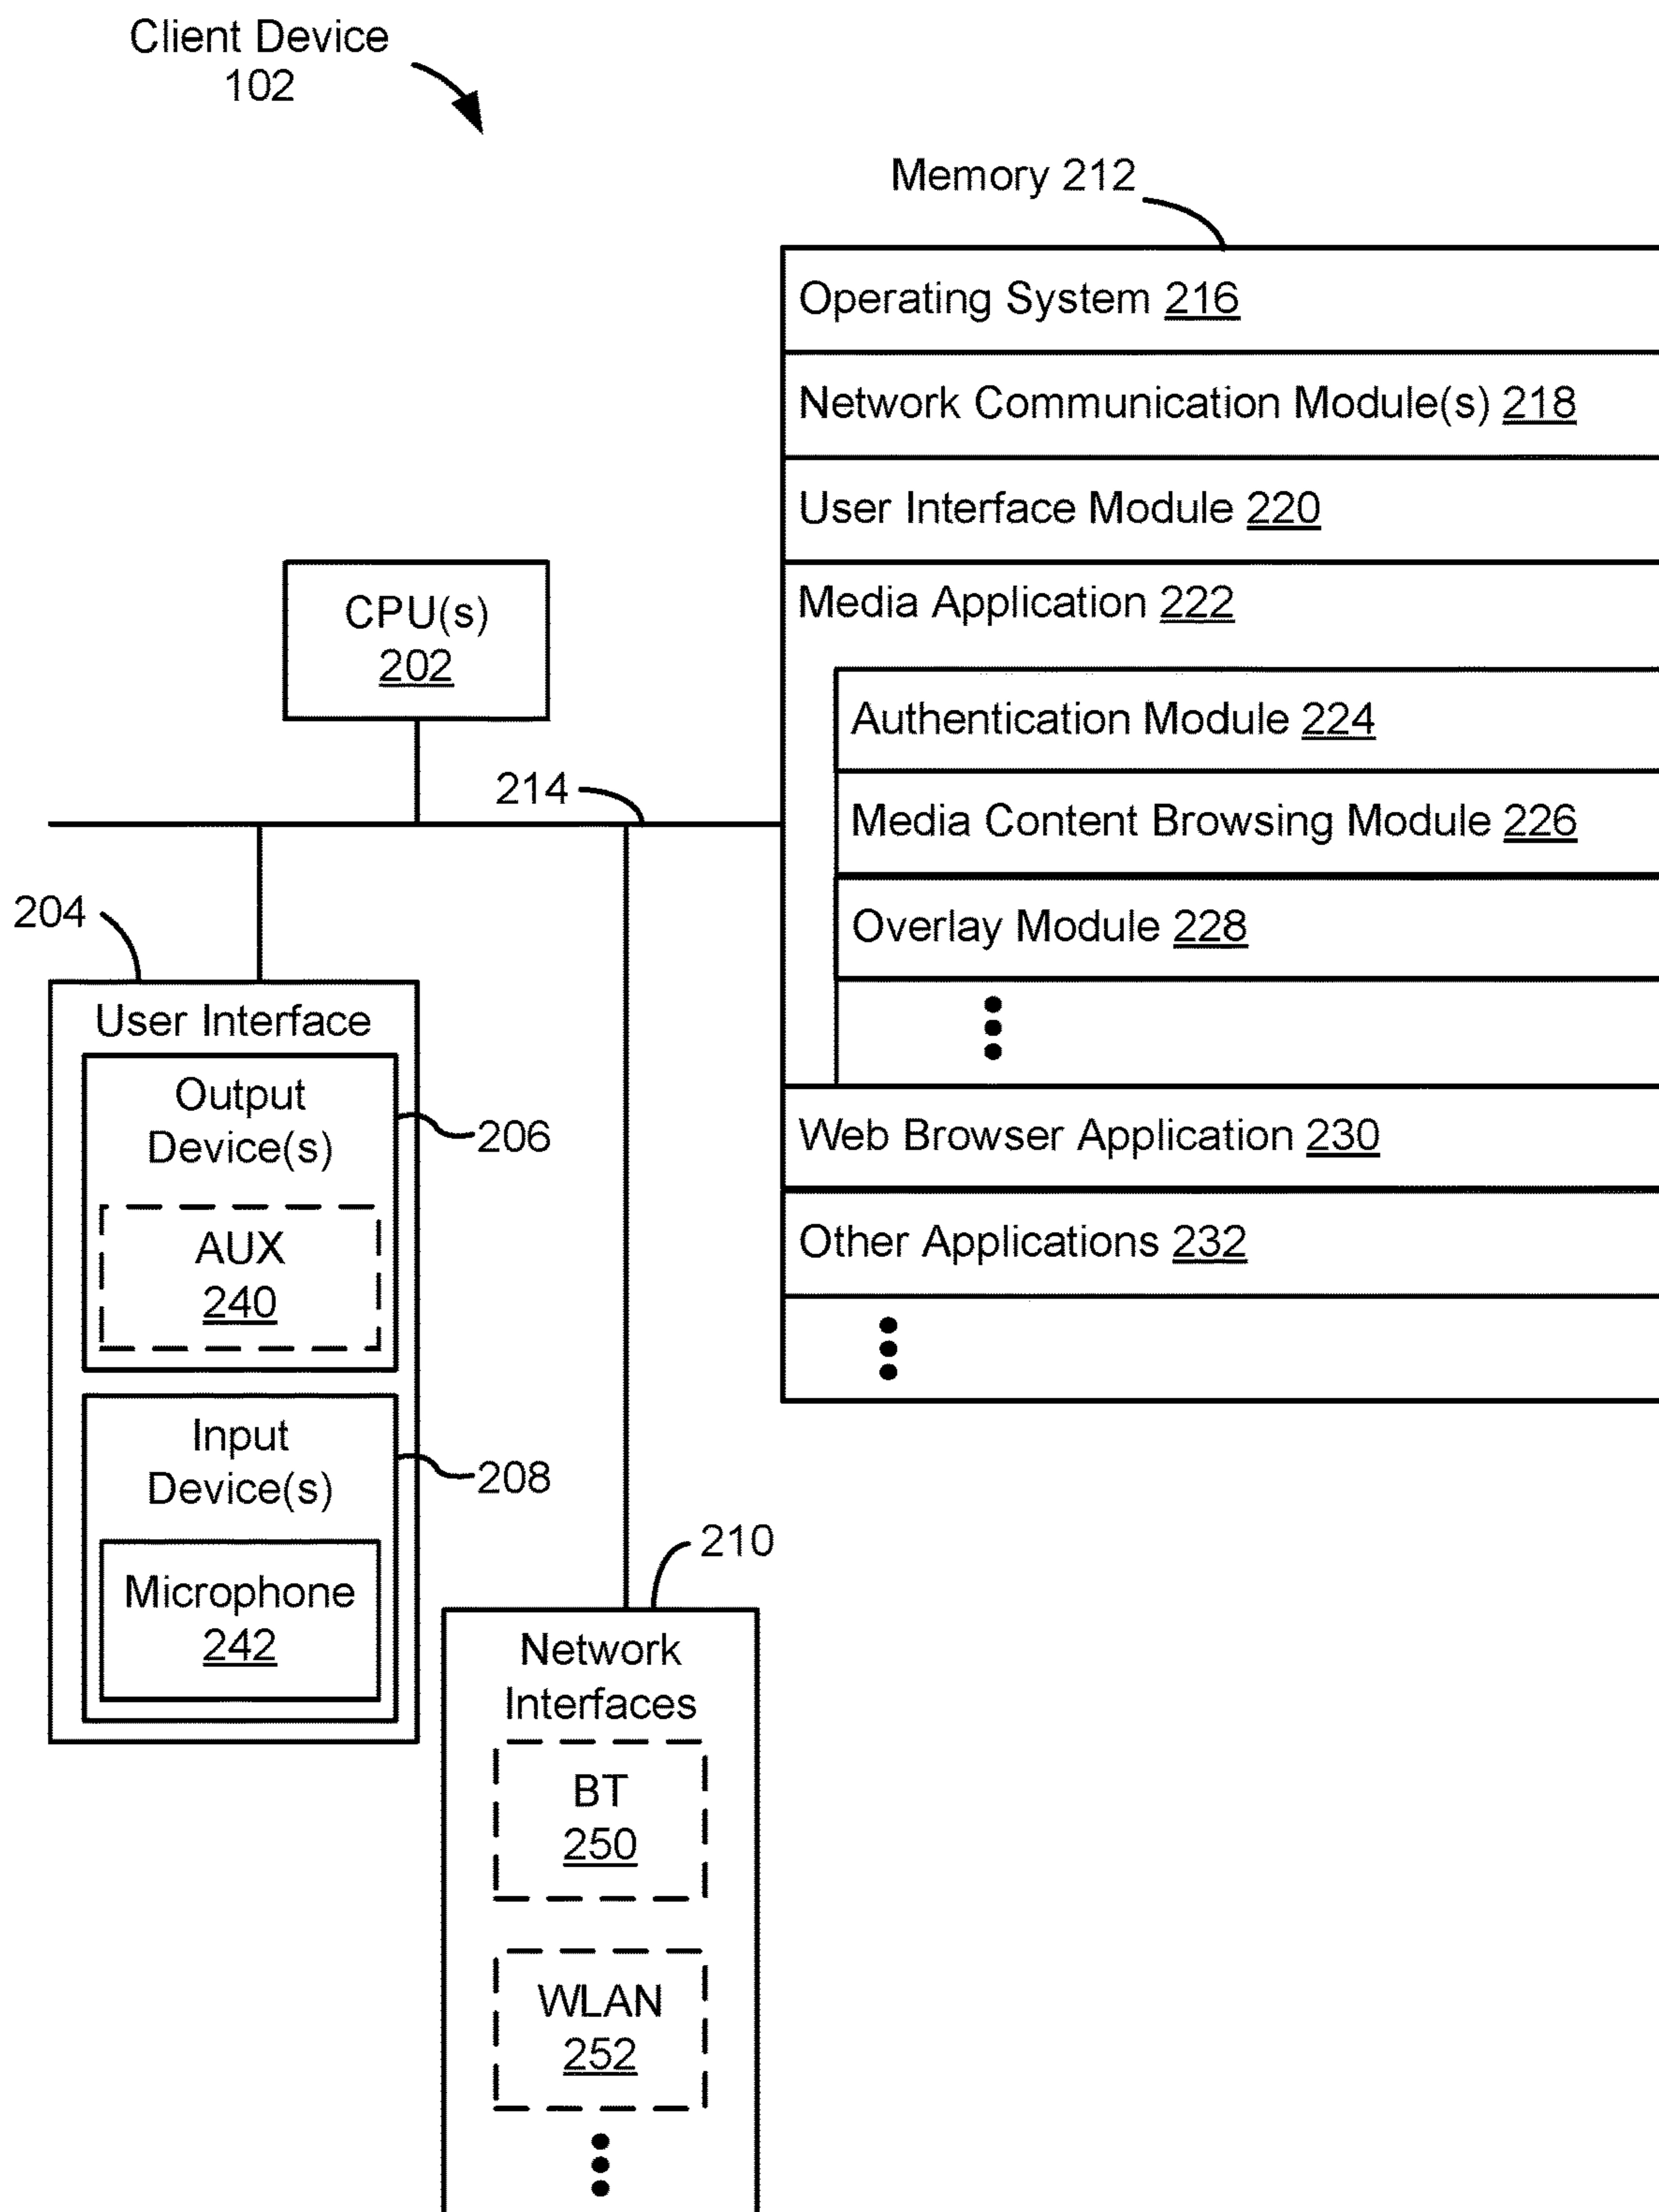 Client Device
102
Memory 212
Operating System 216
Network Communication Module(s) 218
User Interface Module 220
Media Application 222
Authentication Module 224
Media Content Browsing Module 226
Overlay Module 228
Web Browser Application 230
Other Applications 232
CPU(s)
202
214
204
User Interface
Output
Device(s)
206
AUX
240
Input
Device(s)
208
Microphone
242
210
Network
Interfaces
BT
250
WLAN
252